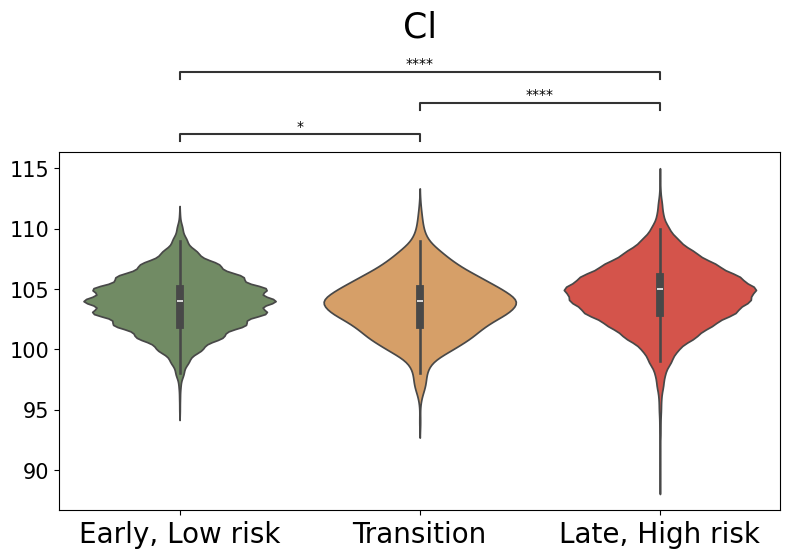 Cl
****
****
*
115
110
105
100
95
90
Early, Low risk
Transition
Late, High risk